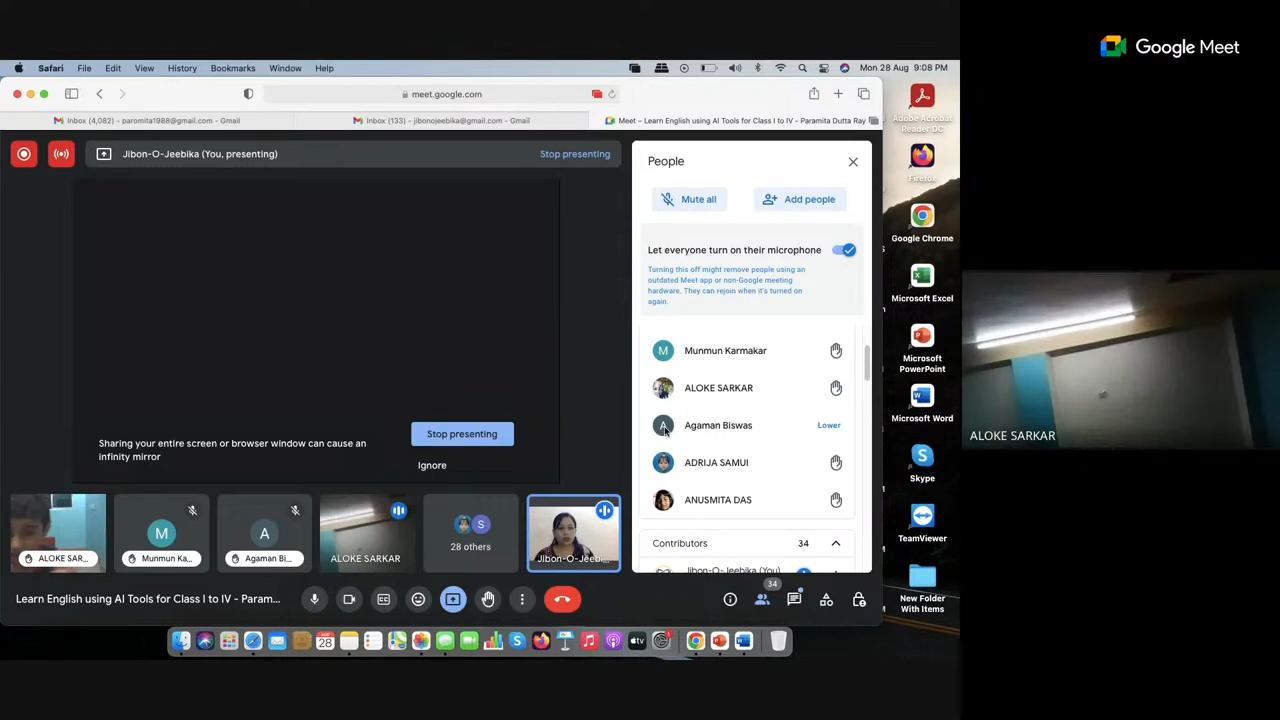 Google Meet
Safari File Edit View History Bookmarks Window Help
Mon 28 Aug 9:08 PM
meet.google.com
Inbox (4,082) - paromita1988@gmail.com - Gmail
Inbox (133) - jibonojeebika@gmail.com - Gmail
Meet – Learn English using AI Tools for Class I to IV - Paramita Dutta Ray
Jibon-O-Jeebika (You, presenting)
Stop presenting
Sharing your entire screen or browser window can cause an
infinity mirror
Stop presenting
Ignore
ALOKE SAR...
M
Munmun Ka...
A
Agaman Bi...
ALOKE SARKAR
S
28 others
Jibon-O-Jeebi...
People
Mute all
Add people
Let everyone turn on their microphone
Turning this off might remove people using an
outdated Meet app or non-Google meeting
hardware. They can rejoin when it's turned on
again.
M Munmun Karmakar
ALOKE SARKAR
A Agaman Biswas Lower
ADRIJA SAMUI
ANUSMITA DAS
Contributors 34
Jibon-O-Jeebika (You)
Learn English using AI Tools for Class I to IV - Param...
CC
34
28
tv
Adobe Acrobat
Reader DC
Firefox
Google Chrome
Microsoft Excel
Microsoft
PowerPoint
Microsoft Word
Skype
TeamViewer
New Folder
With Items
ALOKE SARKAR